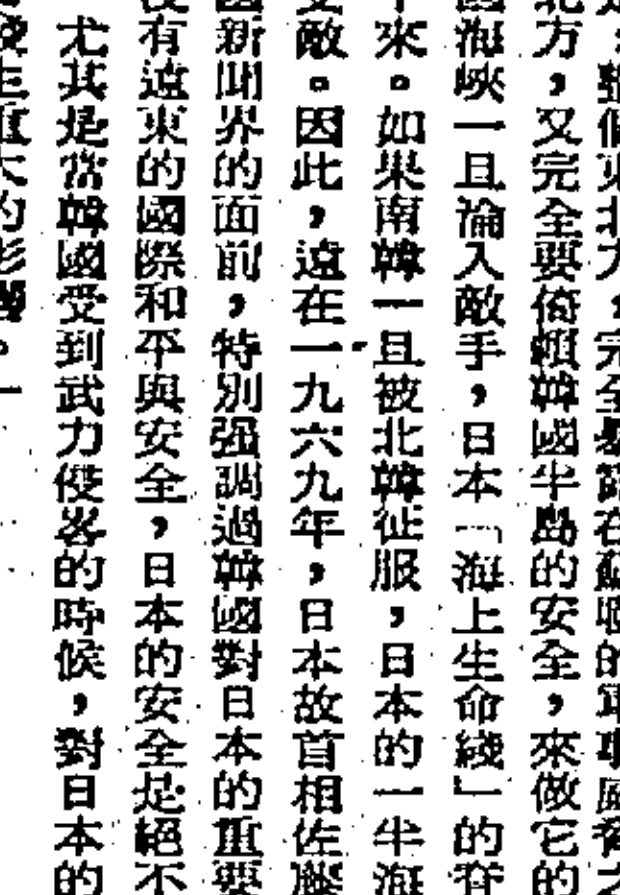 是，整個東北方，完全暴露在蘇聯的軍事威脅之
北方，又完全要倚賴韓國半島的安全，來做它的
國海峽一旦淪入敵手，日本「海上生命綫」的脊
下來。如果南韓一旦被北韓征服，日本的一半海
受敵。因此，遠在一九六九年，日本故首相佐藤
國新聞界的面前，特別强調過韓國對日本的重要
沒有遠東的國際和平與安全，日本的安全是絕不
尤其是當韓國受到武力侵畧的時候，對日本的
發生重大的影響。」